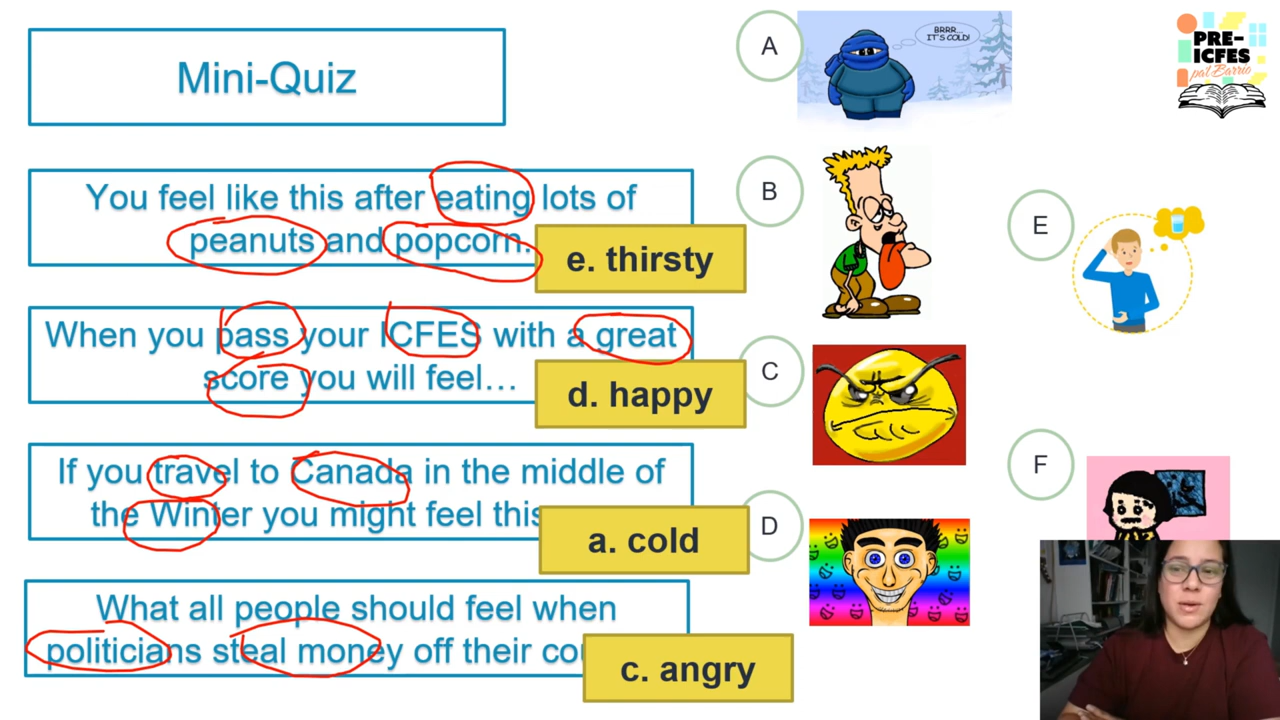 Mini-Quiz
You feel like this after eating lots of
peanuts and popcorn.
e. thirsty
When you pass your ICFES with a great
score you will feel…
d. happy
If you travel to Canada in the middle of
the Winter you might feel this
a. cold
What all people should feel when
politicians steal money off their
c. angry
A
BRRR...
IT'S COLD!
B
C
D
E
F
PRE-
ICFES
pa'l Barrio